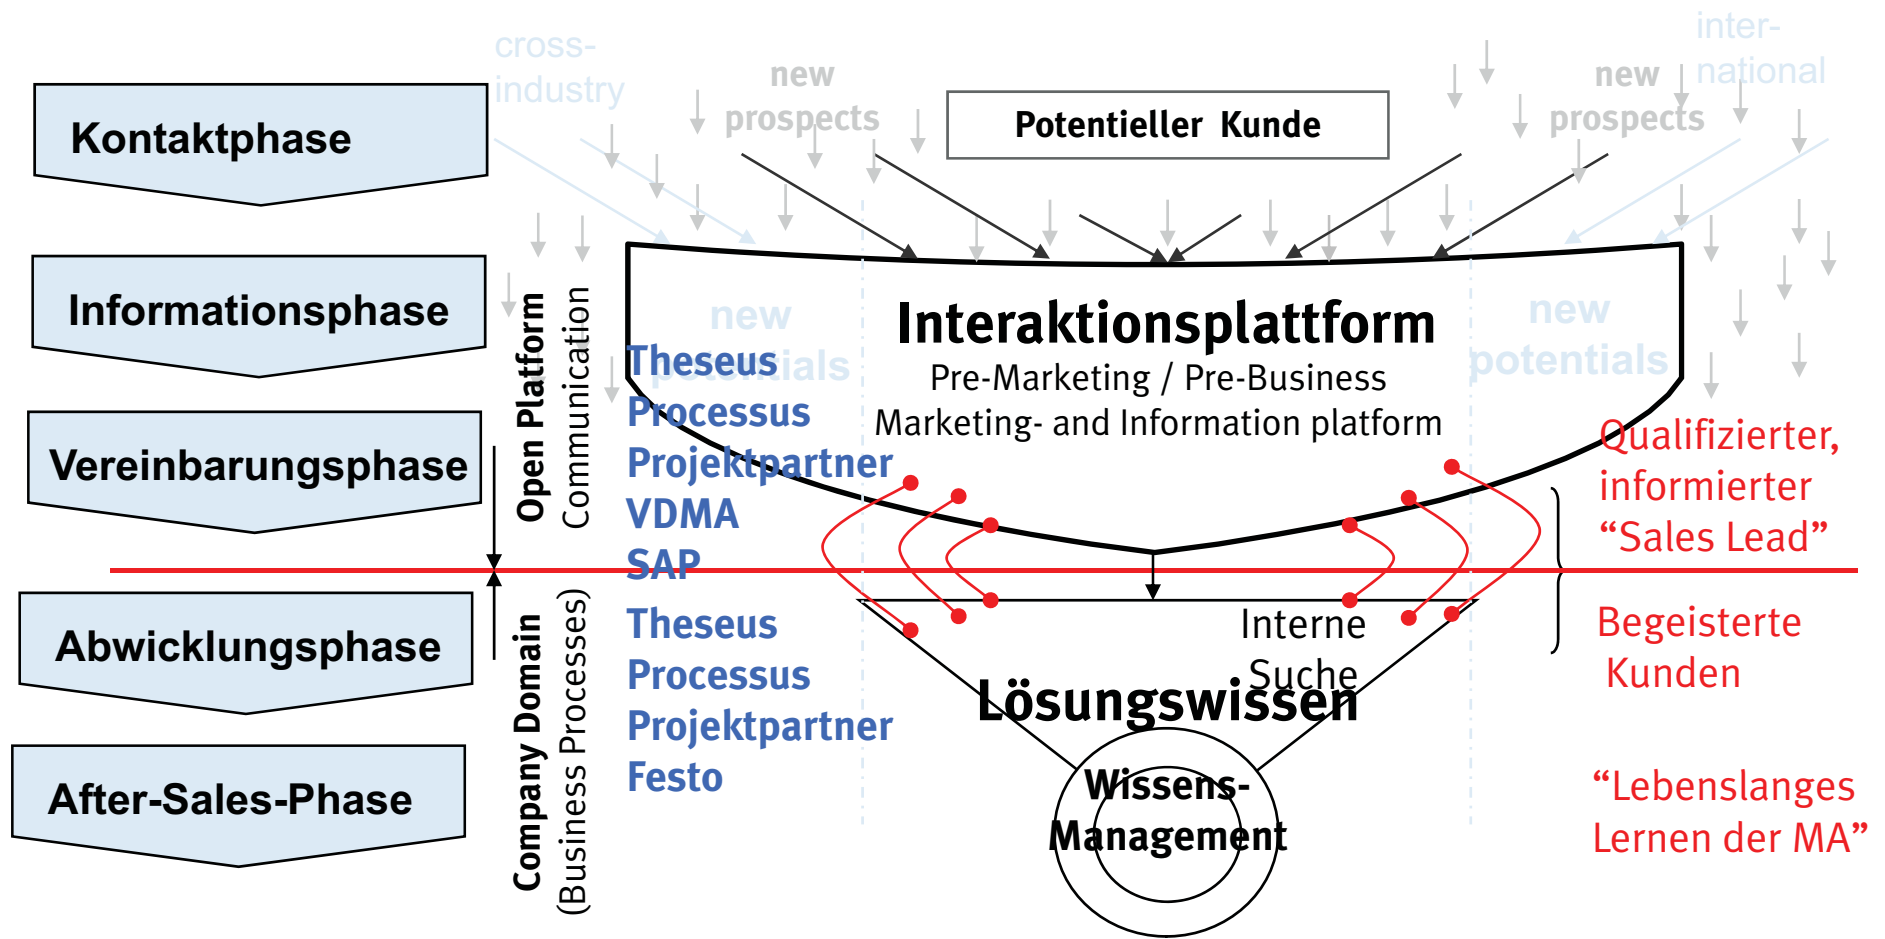 Kontaktphase
Informationsphase
Vereinbarungsphase
Abwicklungsphase
After-Sales-Phase
cross-
industry
new
prospects
Potentieller Kunde
new
prospects
inter-
national
Open Platform
Communication
Company Domain
(Business Processes)
new
potentials
Theseus
Processus
Projektpartner
VDMA
SAP
Theseus
Processus
Projektpartner
Festo
Interaktionsplattform
Pre-Marketing / Pre-Business
Marketing- and Information platform
new
potentials
Interne
Suche
Lösungswissen
Wissens-
Management
Qualifizierter,
informierter
“Sales Lead”
Begeisterte
Kunden
“Lebenslanges
Lernen der MA”